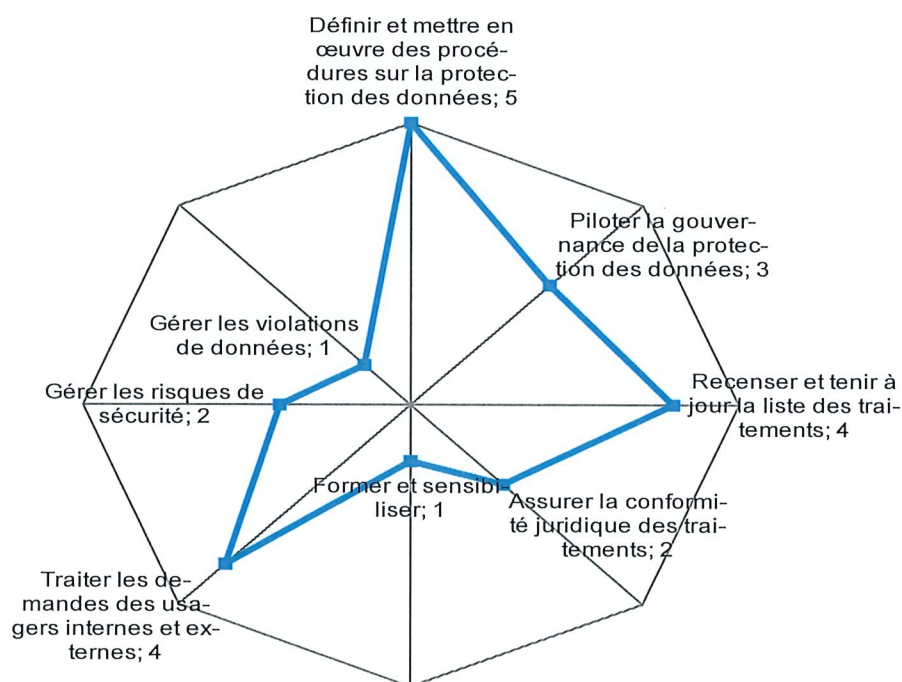 Définir et mettre en
œuvre des procé-
dures sur la protec-
tion des données; 5
Piloter la gouver-
nance de la protec-
tion des données; 3
Recenser et tenir à
jour la liste des trai-
tements; 4
Assurer la conformi-
té juridique des trai-
tements; 2
Former et sensibi-
liser; 1
Traiter les de-
mandes des usa-
gers internes et ex-
ternes; 4
Gérer les risques de
sécurité; 2
Gérer les violations
de données; 1